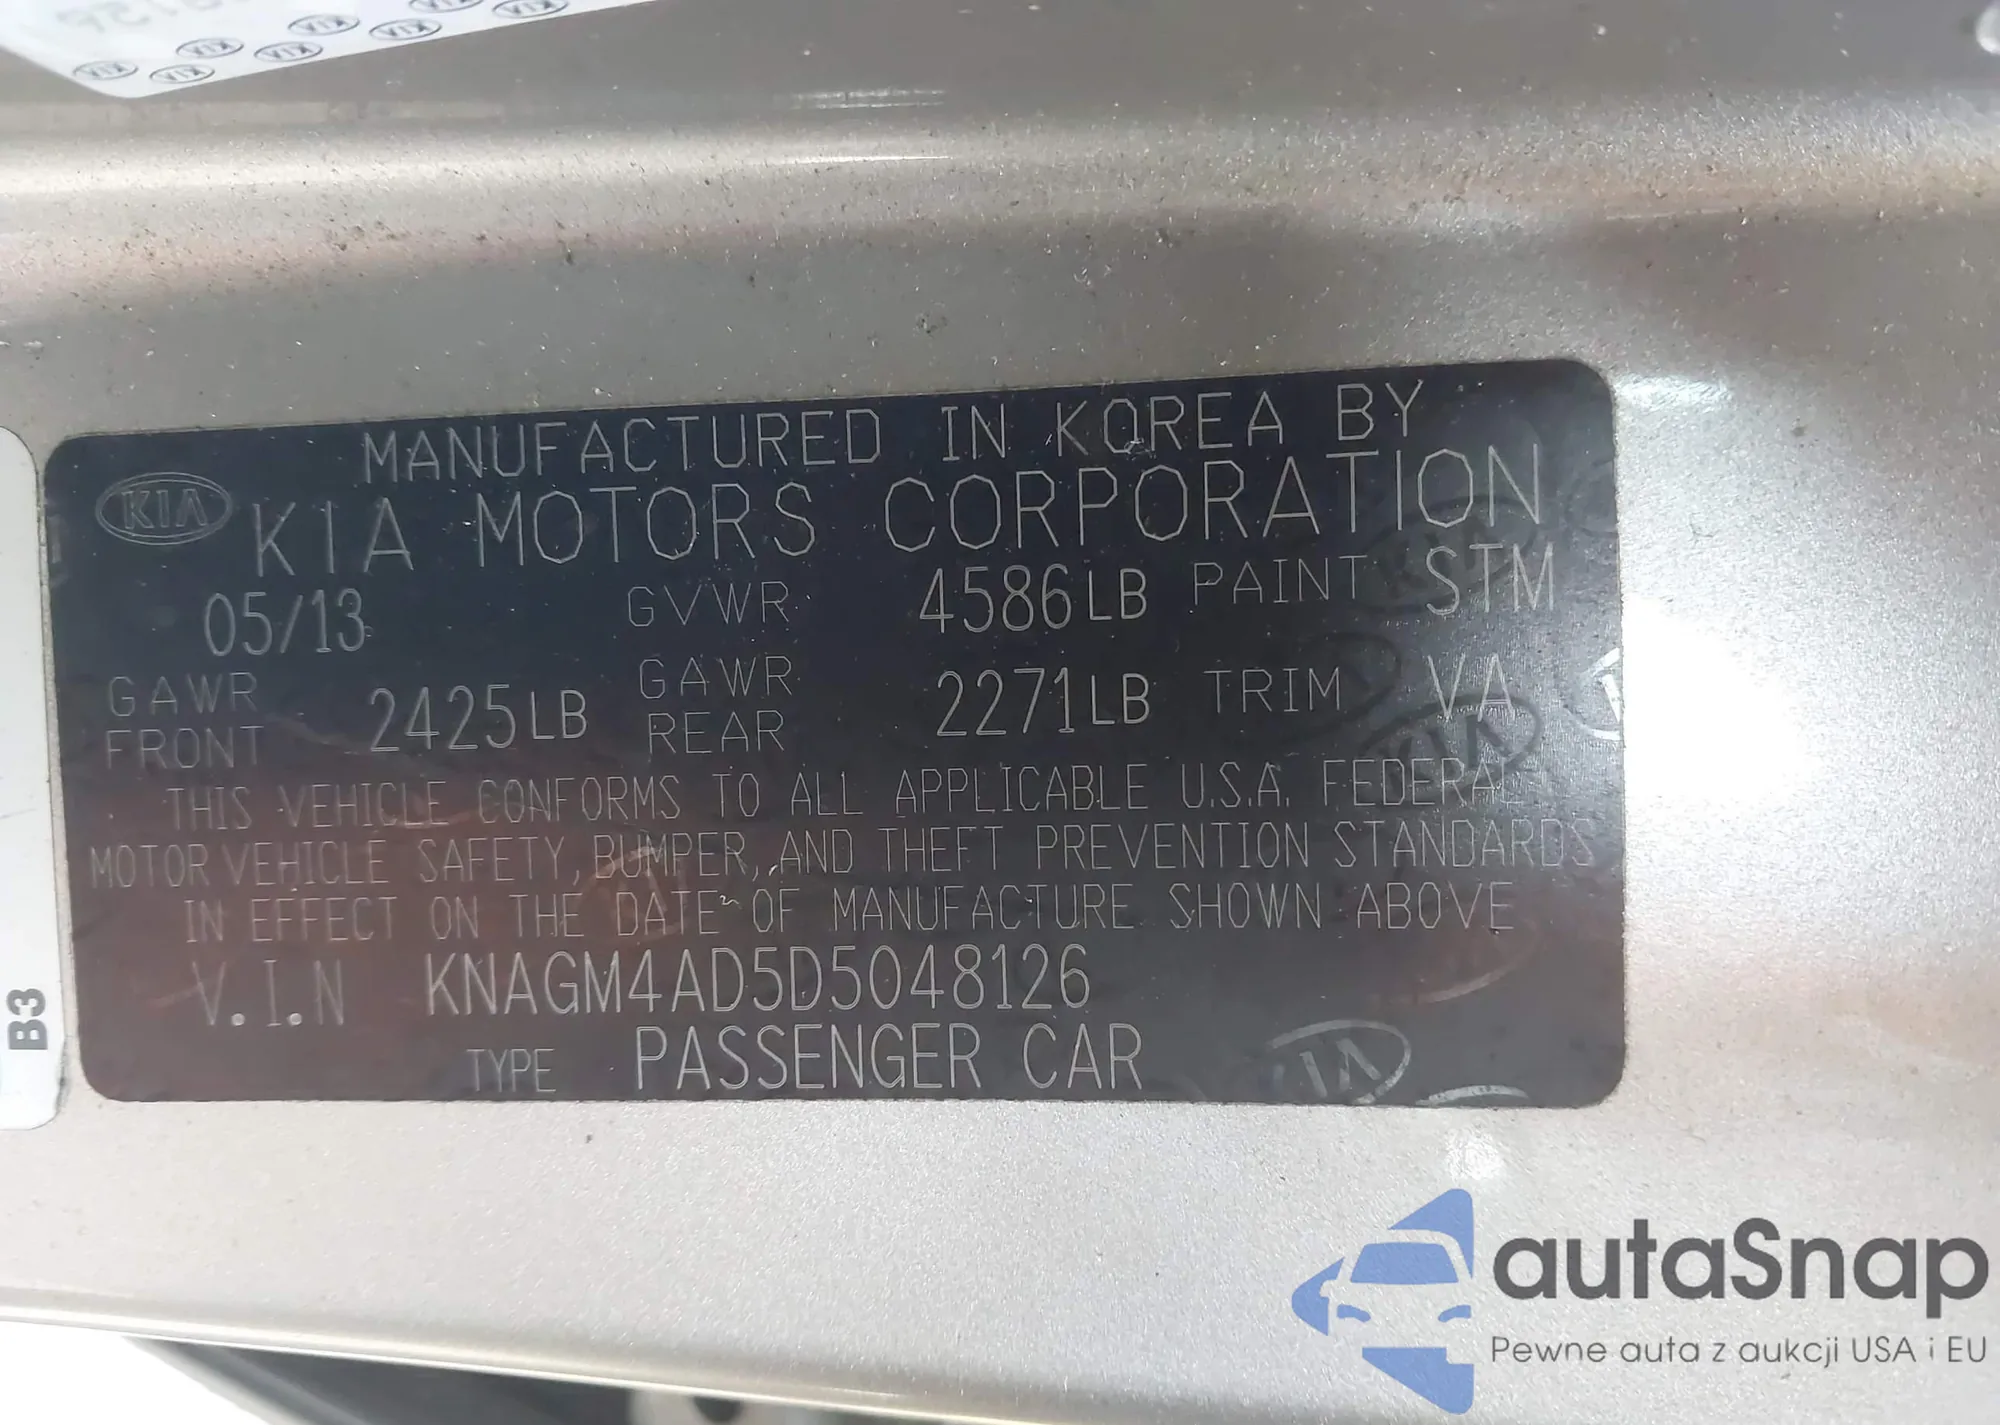 KIA
MANUFACTURED IN KOREA BY
KIA MOTORS CORPORATION
05/13 GVWR 4586LB PAINT STM
GAWR FRONT 2425LB GAWR REAR 2271LB TRIM VA
THIS VEHICLE CONFORMS TO ALL APPLICABLE U.S.A. FEDERAL
MOTOR VEHICLE SAFETY, BUMPER, AND THEFT PREVENTION STANDARDS
IN EFFECT ON THE DATE OF MANUFACTURE SHOWN ABOVE
V.I.N KNAGM4AD5D5048126
TYPE PASSENGER CAR
B3
autaSnap
Pewne auta z aukcji USA i EU